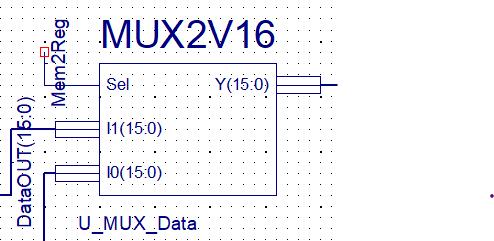 MUX2V16
Mem2Reg
Sel
Y(15:0)
I1(15:0)
I0(15:0)
DataOUT(15:0)
U_MUX_Data